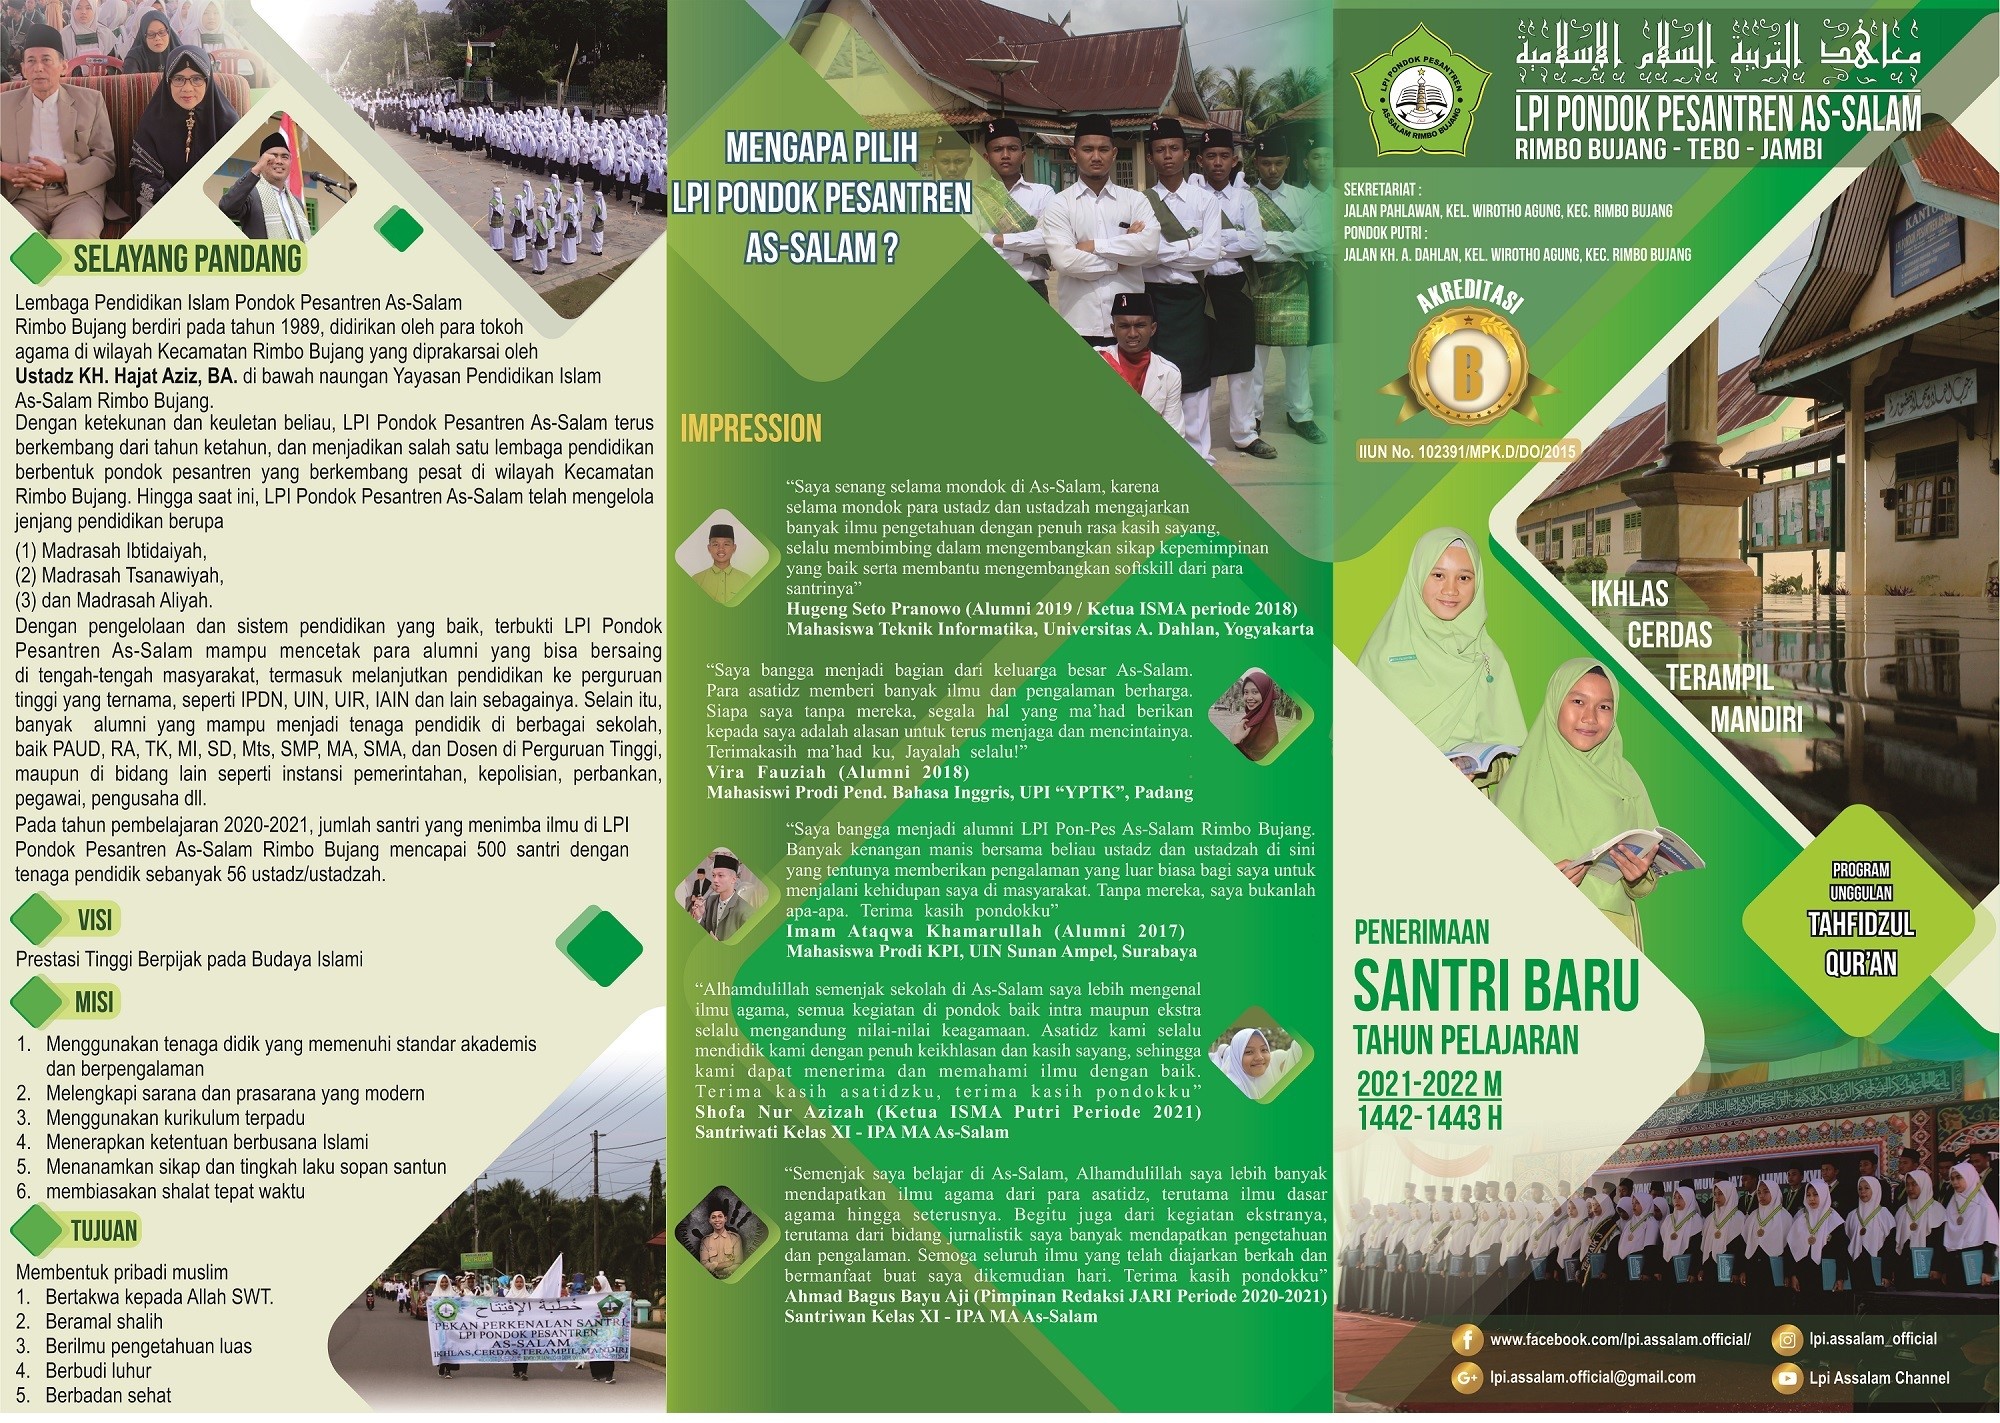 SELAYANG PANDANG
Lembaga Pendidikan Islam Pondok Pesantren As-Salam
Rimbo Bujang berdiri pada tahun 1989, didirikan oleh para tokoh
agama di wilayah Kecamatan Rimbo Bujang yang diprakarsai oleh
Ustadz KH. Hajat Aziz, BA. di bawah naungan Yayasan Pendidikan Islam
As-Salam Rimbo Bujang.
Dengan ketekunan dan keuletan beliau, LPI Pondok Pesantren As-Salam terus
berkembang dari tahun ketahun, dan menjadikan salah satu lembaga pendidikan
berbentuk pondok pesantren yang berkembang pesat di wilayah Kecamatan
Rimbo Bujang. Hingga saat ini, LPI Pondok Pesantren As-Salam telah mengelola
jenjang pendidikan berupa
(1) Madrasah Ibtidaiyah,
(2) Madrasah Tsanawiyah,
(3) dan Madrasah Aliyah.
Dengan pengelolaan dan sistem pendidikan yang baik, terbukti LPI Pondok
Pesantren As-Salam mampu mencetak para alumni yang bisa bersaing
di tengah-tengah masyarakat, termasuk melanjutkan pendidikan ke perguruan
tinggi yang ternama, seperti IPDN, UIN, UIR, IAIN dan lain sebagainya. Selain itu,
banyak alumni yang mampu menjadi tenaga pendidik di berbagai sekolah,
baik PAUD, RA, TK, MI, SD, Mts, SMP, MA, SMA, dan Dosen di Perguruan Tinggi,
maupun di bidang lain seperti instansi pemerintahan, kepolisian, perbankan,
pegawai, pengusaha dll.
Pada tahun pembelajaran 2020-2021, jumlah santri yang menimba ilmu di LPI
Pondok Pesantren As-Salam Rimbo Bujang mencapai 500 santri dengan
tenaga pendidik sebanyak 56 ustadz/ustadzah.
VISI
Prestasi Tinggi Berpijak pada Budaya Islami
MISI
1. Menggunakan tenaga didik yang memenuhi standar akademis
dan berpengalaman
2. Melengkapi sarana dan prasarana yang modern
3. Menggunakan kurikulum terpadu
4. Menerapkan ketentuan berbusana Islami
5. Menanamkan sikap dan tingkah laku sopan santun
6. membiasakan shalat tepat waktu
TUJUAN
Membentuk pribadi muslim
1. Bertakwa kepada Allah SWT.
2. Beramal shalih
3. Berilmu pengetahuan luas
4. Berbudi luhur
5. Berbadan sehat
خطبة الإفتتاح
PEKAN PERKENALAN SANTRI
LPI PONDOK PESANTREN
AS-SALAM
IKHLAS,CERDAS,TERAMPIL,MANDIRI
MENGAPA PILIH
LPI PONDOK PESANTREN
AS-SALAM ?
IMPRESSION
“Saya senang selama mondok di As-Salam, karena
selama mondok para ustadz dan ustadzah mengajarkan
banyak ilmu pengetahuan dengan penuh rasa kasih sayang,
selalu membimbing dalam mengembangkan sikap kepemimpinan
yang baik serta membantu mengembangkan softskill dari para
santrinya”
Hugeng Seto Pranowo (Alumni 2019 / Ketua ISMA periode 2018)
Mahasiswa Teknik Informatika, Universitas A. Dahlan, Yogyakarta
“Saya bangga menjadi bagian dari keluarga besar As-Salam.
Para asatidz memberi banyak ilmu dan pengalaman berharga.
Siapa saya tanpa mereka, segala hal yang ma’had berikan
kepada saya adalah alasan untuk terus menjaga dan mencintainya.
Terimakasih ma’had ku, Jayalah selalu!”
Vira Fauziah (Alumni 2018)
Mahasiswi Prodi Pend. Bahasa Inggris, UPI “YPTK”, Padang
“Saya bangga menjadi alumni LPI Pon-Pes As-Salam Rimbo Bujang.
Banyak kenangan manis bersama beliau ustadz dan ustadzah di sini
yang tentunya memberikan pengalaman yang luar biasa bagi saya untuk
menjalani kehidupan saya di masyarakat. Tanpa mereka, saya bukanlah
apa-apa. Terima kasih pondokku”
Imam Ataqwa Khamarullah (Alumni 2017)
Mahasiswa Prodi KPI, UIN Sunan Ampel, Surabaya
“Alhamdulillah semenjak sekolah di As-Salam saya lebih mengenal
ilmu agama, semua kegiatan di pondok baik intra maupun ekstra
selalu mengandung nilai-nilai keagamaan. Asatidz kami selalu
mendidik kami dengan penuh keikhlasan dan kasih sayang, sehingga
kami dapat menerima dan memahami ilmu dengan baik.
Terima kasih asatidzku, terima kasih pondokku”
Shofa Nur Azizah (Ketua ISMA Putri Periode 2021)
Santriwati Kelas XI - IPA MA As-Salam
“Semenjak saya belajar di As-Salam, Alhamdulillah saya lebih banyak
mendapatkan ilmu agama dari para asatidz, terutama ilmu dasar
agama hingga seterusnya. Begitu juga dari kegiatan ekstranya,
terutama dari bidang jurnalistik saya banyak mendapatkan pengetahuan
dan pengalaman. Semoga seluruh ilmu yang telah diajarkan berkah dan
bermanfaat buat saya dikemudian hari. Terima kasih pondokku”
Ahmad Bagus Bayu Aji (Pimpinan Redaksi JARI Periode 2020-2021)
Santriwan Kelas XI - IPA MA As-Salam
LPI PONDOK PESANTREN
AS-SALAM RIMBO BUJANG
معاهد التربية السلام الإسلامية
LPI PONDOK PESANTREN AS-SALAM
RIMBO BUJANG - TEBO - JAMBI
SEKRETARIAT :
JALAN PAHLAWAN, KEL. WIROTHO AGUNG, KEC. RIMBO BUJANG
PONDOK PUTRI :
JALAN KH. A. DAHLAN, KEL. WIROTHO AGUNG, KEC. RIMBO BUJANG
AKREDITASI
B
IIUN No. 102391/MPK.D/DO/2015
IKHLAS
CERDAS
TERAMPIL
MANDIRI
PROGRAM
UNGGULAN
TAHFIDZUL
QUR’AN
PENERIMAAN
SANTRI BARU
TAHUN PELAJARAN
2021-2022 M
1442-1443 H
www.facebook.com/lpi.assalam.official/
lpi.assalam_official
lpi.assalam.official@gmail.com
Lpi Assalam Channel